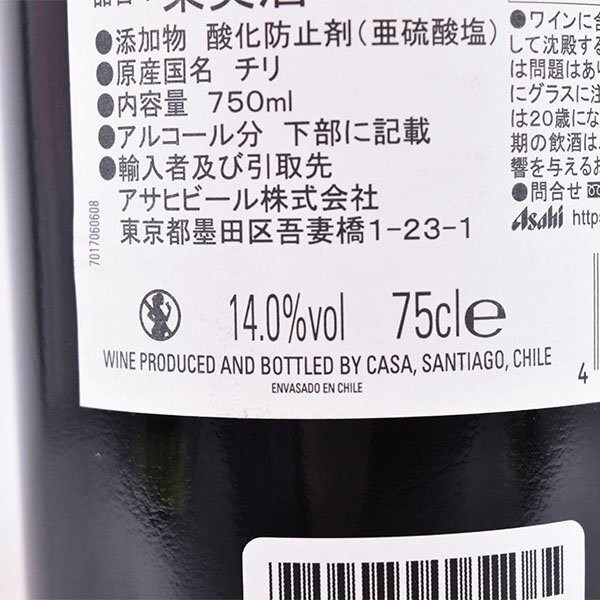 ●添加物 酸化防止剤(亜硫酸塩)
●原産国名 チリ
●内容量 750ml
●アルコール分 下部に記載
●輸入者及び引取先
アサヒビール株式会社
東京都墨田区吾妻橋1-23-1
7017060608
●ワインに含
して沈殿する
は問題はあり
にグラスに注
は20歳にな
期の飲酒は、
響を与えるお
●問合せ
Asahi https
14.0%vol 75cl e
WINE PRODUCED AND BOTTLED BY CASA, SANTIAGO, CHILE
ENVASADO EN CHILE
4